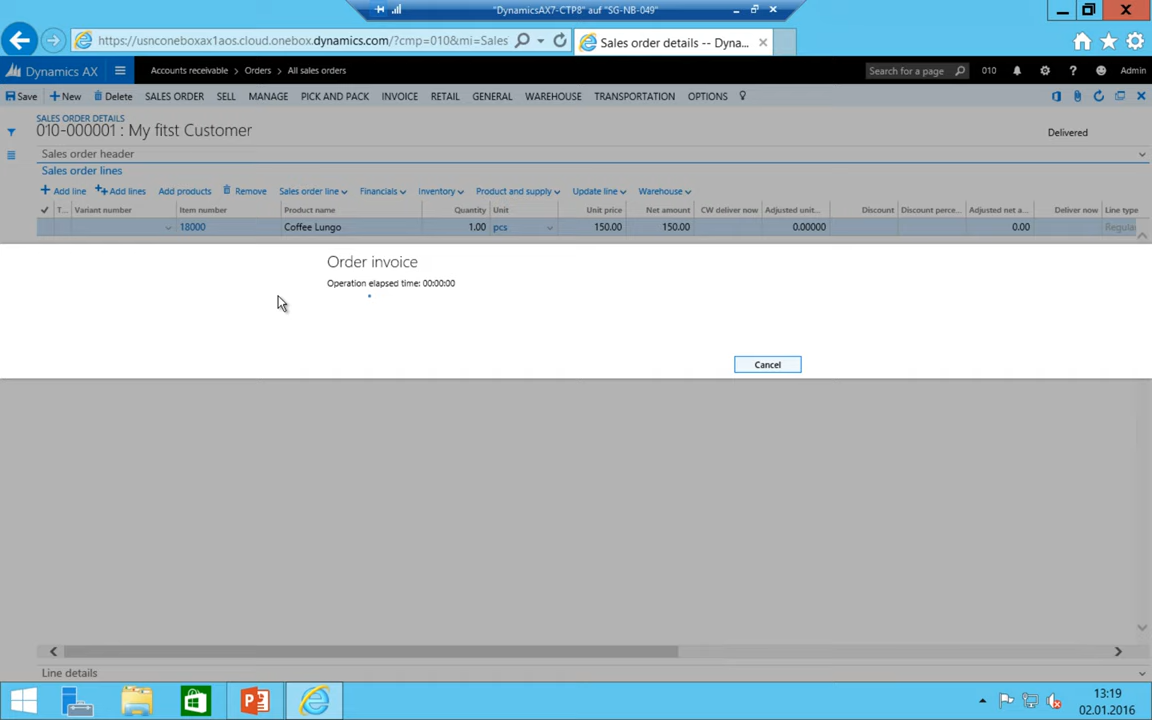 "DynamicsAX7-CTP8" auf "SG-NB-049"
https://usnconeboxax1aos.cloud.onebox.dynamics.com/?cmp=010&mi=Sales
Sales order details -- Dyna...
Dynamics AX
Accounts receivable > Orders > All sales orders
Search for a page
010
?
Admin
Save + New Delete SALES ORDER SELL MANAGE PICK AND PACK INVOICE RETAIL GENERAL WAREHOUSE TRANSPORTATION OPTIONS
SALES ORDER DETAILS
010-000001 : My fitst Customer
Delivered
Sales order header
Sales order lines
+ Add line Add lines Add products Remove Sales order line Financials Inventory Product and supply Update line Warehouse
T... Variant number Item number Product name Quantity Unit Unit price Net amount CW deliver now Adjusted unit... Discount Discount perce... Adjusted net a... Deliver now Line type
18000 Coffee Lungo 1.00 pcs 150.00 150.00 0.00000 0.00 Regula
Order invoice
Operation elapsed time: 00:00:00
Cancel
Line details
13:19
02.01.2016